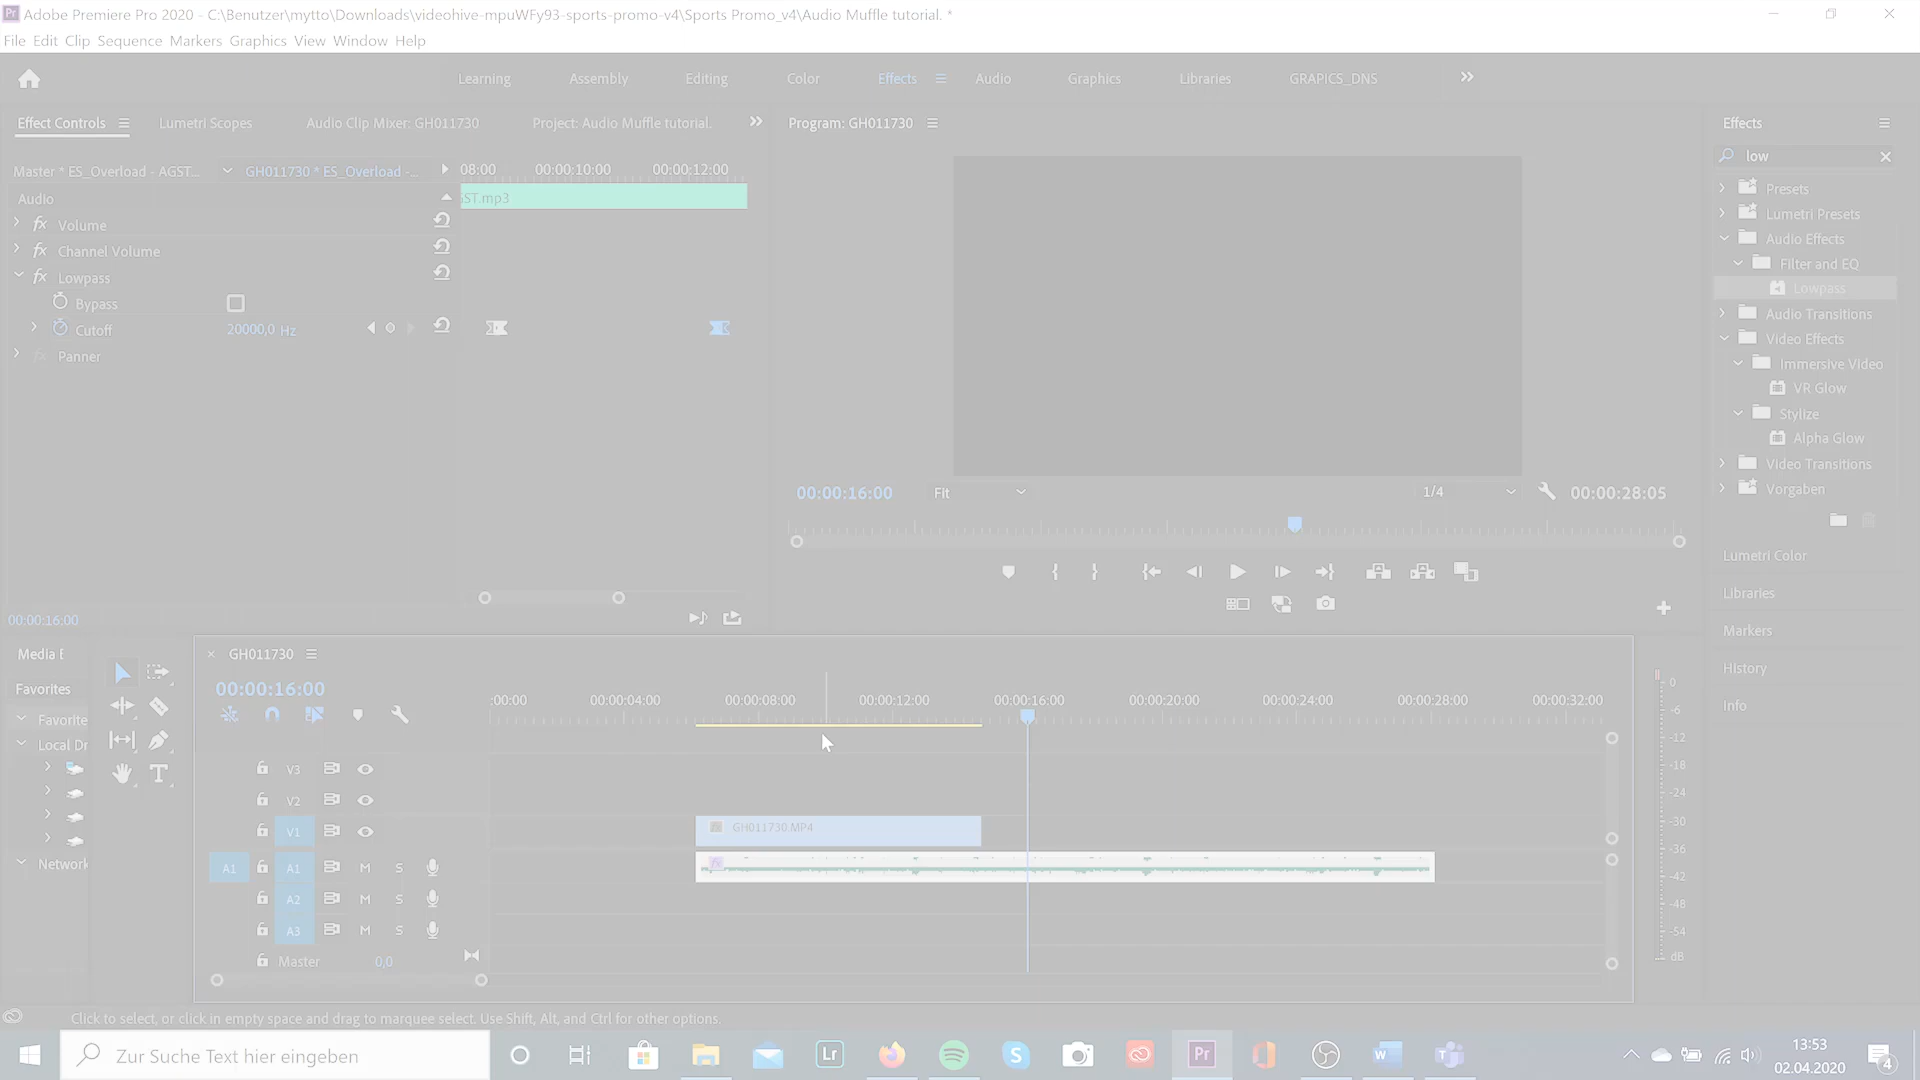 Adobe Premiere Pro 2020 - C:\Benutzer\mytto\Downloads\videohive-mpuWFy93-sports-promo-v4\Sports Promo_v4\Audio Muffle tutorial. *
File Edit Clip Sequence Markers Graphics View Window Help
Learning Assembly Editing Color Effects Audio Graphics Libraries GRAPICS_DNS
Effect Controls Lumetri Scopes Audio Clip Mixer: GH011730 Project: Audio Muffle tutorial.
Program: GH011730
Effects
low
Master * ES_Overload - AGST... GH011730 * ES_Overload -...
08:00 00:00:10:00 00:00:12:00
Audio
Volume
Channel Volume
Lowpass
Bypass
Cutoff 20000,0 Hz
Panner
00:00:16:00
Presets
Lumetri Presets
Audio Effects
Filter and EQ
Lowpass
Audio Transitions
Video Effects
Immersive Video
VR Glow
Stylize
Alpha Glow
Video Transitions
Vorgaben
Lumetri Color
Libraries
Markers
History
Info
00:00:16:00 Fit 1/4 00:00:28:05
Media
Favorites
Favorite
Local Dr
Network
GH011730
00:00:16:00
:00:00 00:00:04:00 00:00:08:00 00:00:12:00 00:00:16:00 00:00:20:00 00:00:24:00 00:00:28:00 00:00:32:00
V3
V2
V1 GH011730.MP4
A1 A1 M S
A2 M S
A3 M S
Master 0,0
0
-6
-12
-18
-24
-30
-36
-42
-48
-54
dB
Click to select, or click in empty space and drag to marquee select. Use Shift, Alt, and Ctrl for other options.
Zur Suche Text hier eingeben
Lr
Pr
13:53
02.04.2020
4